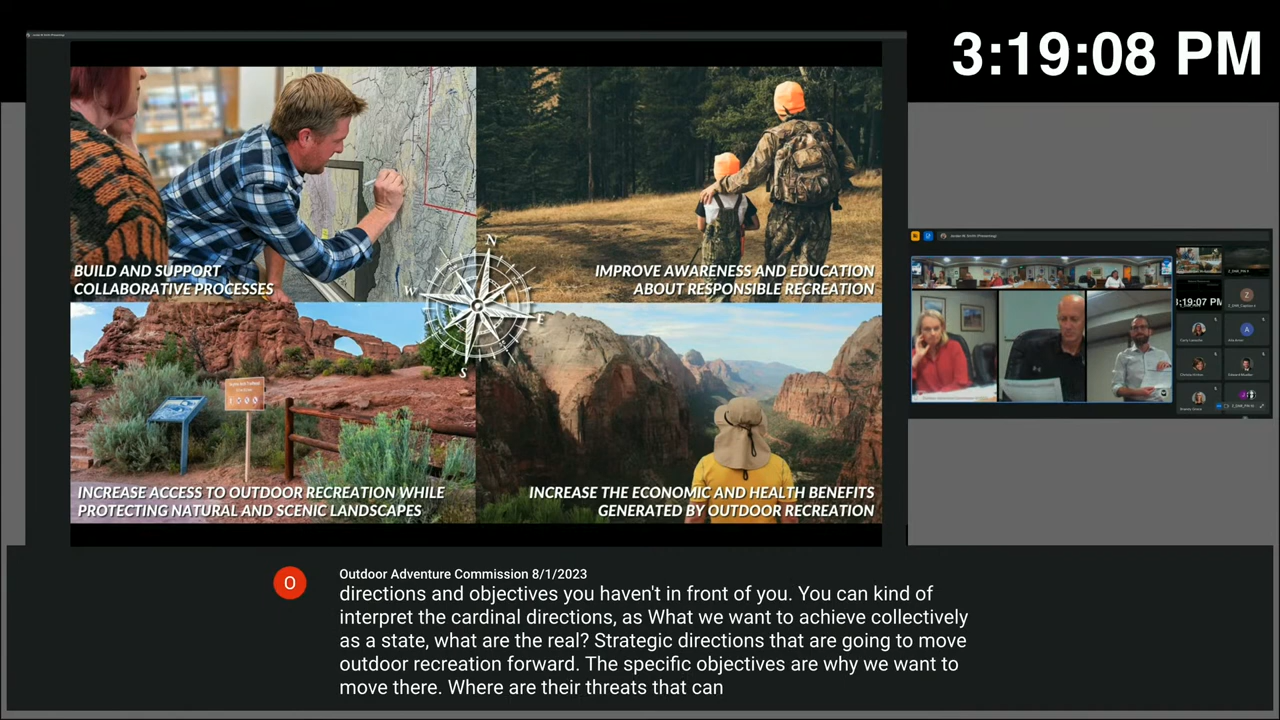 3:19:08 PM
BUILD AND SUPPORT
COLLABORATIVE PROCESSES
IMPROVE AWARENESS AND EDUCATION
ABOUT RESPONSIBLE RECREATION
N
W
E
S
INCREASE ACCESS TO OUTDOOR RECREATION WHILE
PROTECTING NATURAL AND SCENIC LANDSCAPES
INCREASE THE ECONOMIC AND HEALTH BENEFITS
GENERATED BY OUTDOOR RECREATION
3:19:07 PM
O
Outdoor Adventure Commission 8/1/2023
directions and objectives you haven't in front of you. You can kind of
interpret the cardinal directions, as What we want to achieve collectively
as a state, what are the real? Strategic directions that are going to move
outdoor recreation forward. The specific objectives are why we want to
move there. Where are their threats that can